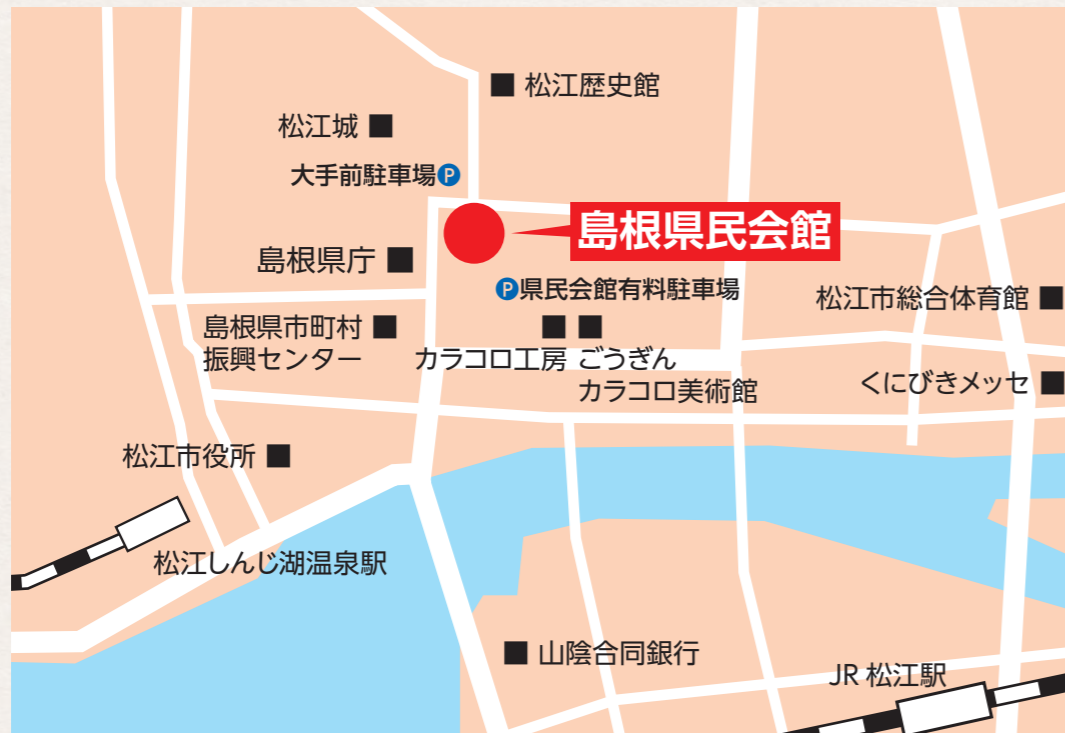 松江歴史館
松江城
大手前駐車場P
島根県民会館
島根県庁
P県民会館有料駐車場
松江市総合体育館
島根県市町村
振興センター
カラコロ工房
ごうぎん
カラコロ美術館
くにびきメッセ
松江市役所
松江しんじ湖温泉駅
山陰合同銀行
JR 松江駅